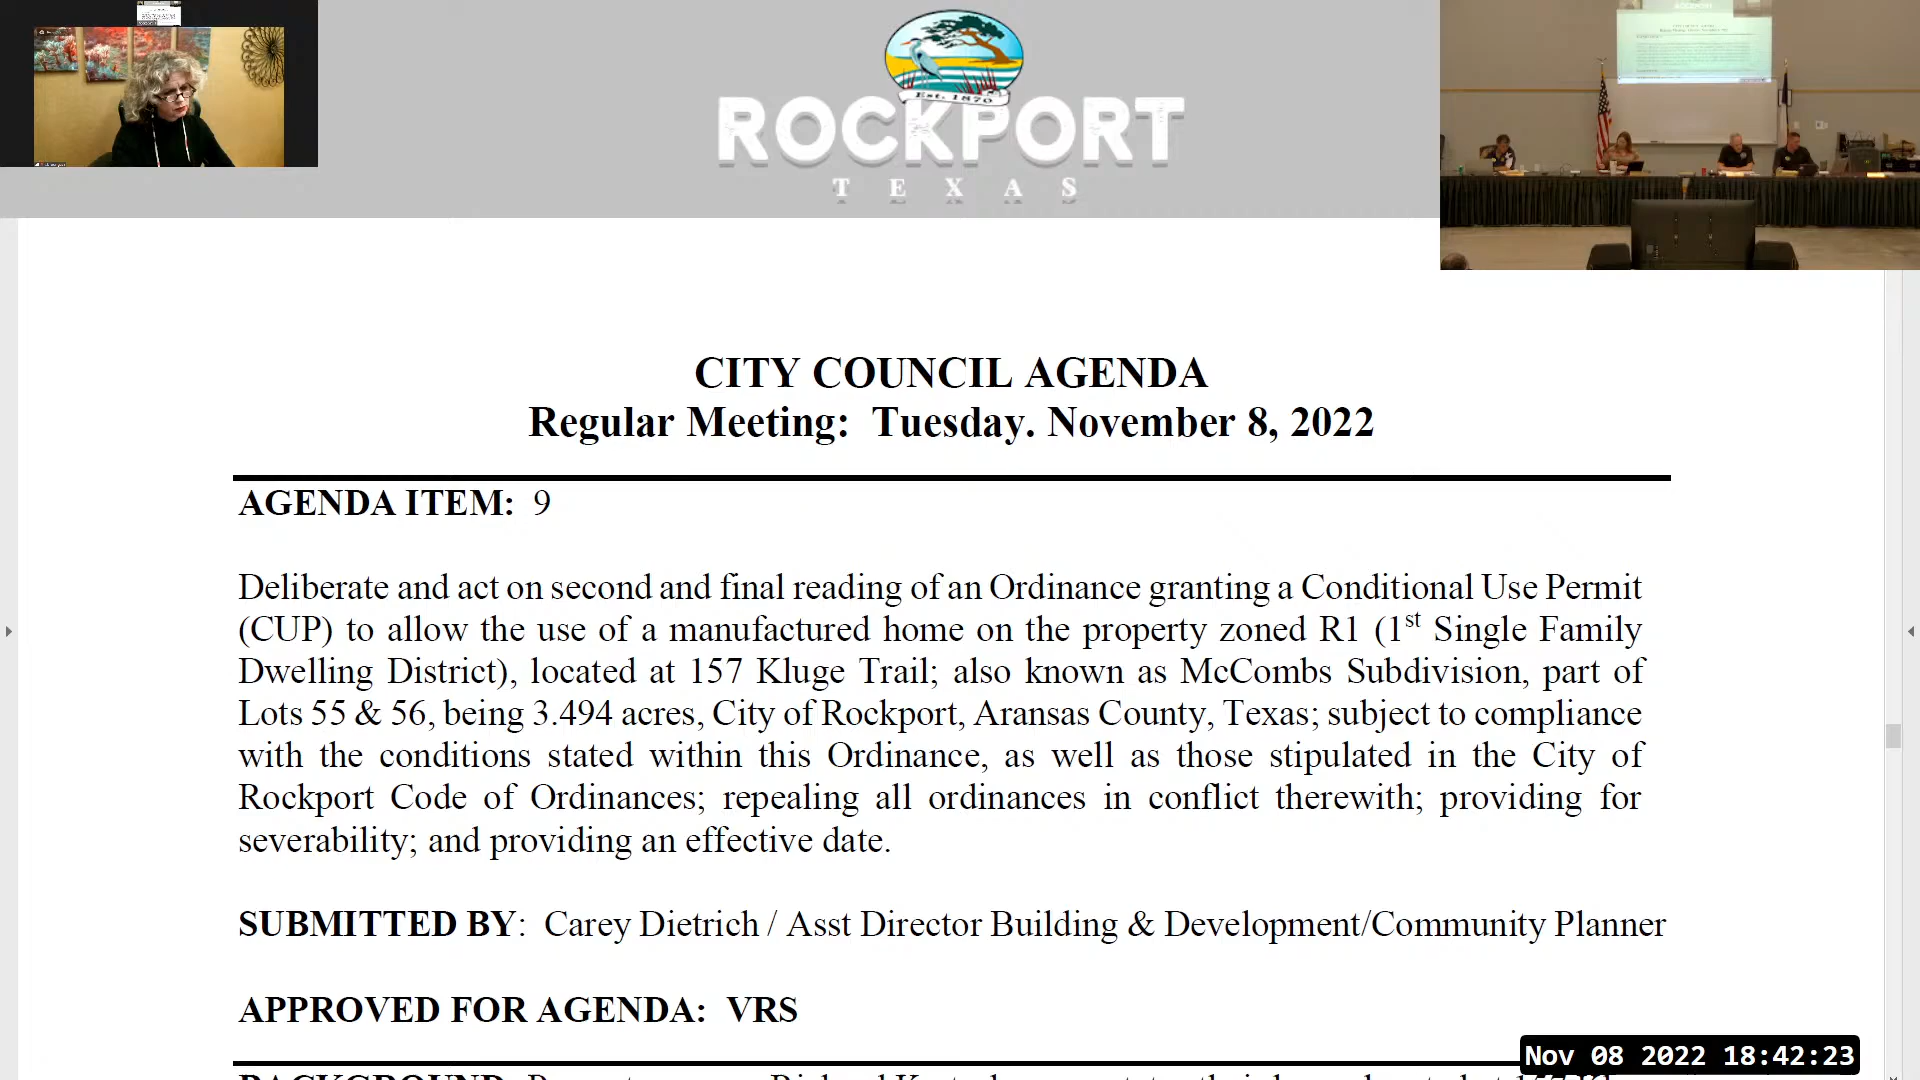 Est. 1870
ROCKPORT
TEXAS
CITY COUNCIL AGENDA
Regular Meeting:  Tuesday. November 8, 2022
AGENDA ITEM:  9
Deliberate and act on second and final reading of an Ordinance granting a Conditional Use Permit
(CUP) to allow the use of a manufactured home on the property zoned R1 (1st Single Family
Dwelling District), located at 157 Kluge Trail; also known as McCombs Subdivision, part of
Lots 55 & 56, being 3.494 acres, City of Rockport, Aransas County, Texas; subject to compliance
with the conditions stated within this Ordinance, as well as those stipulated in the City of
Rockport Code of Ordinances; repealing all ordinances in conflict therewith; providing for
severability; and providing an effective date.
SUBMITTED BY:  Carey Dietrich / Asst Director Building & Development/Community Planner
APPROVED FOR AGENDA:  VRS
Nov 08 2022 18:42:23